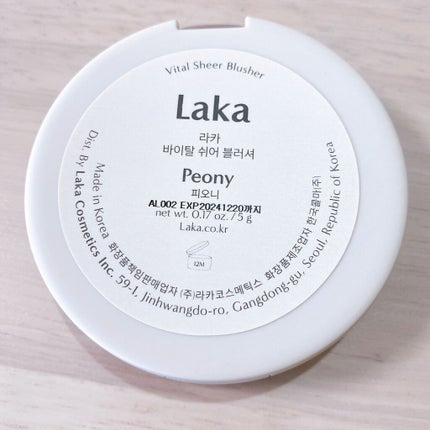 Vital Sheer Blusher
Laka
라카
바이탈 쉬어 블러셔
Peony
피오니
AL002 EXP20241220까지
net wt. 0.17 oz. / 5 g
Laka.co.kr
12M
Made in Korea 화장품책임판매업자 (주)라카코스메틱스 화장품제조업자 한국콜마(주)
Dist. By Laka Cosmetics Inc. 59-1, Jinhwangdo-ro, Gangdong-gu, Seoul, Republic of Korea